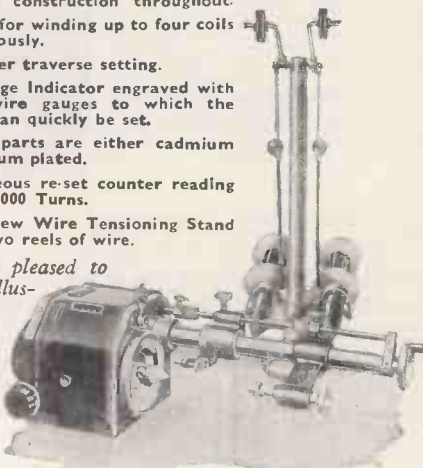 construction throughout.
for winding up to four coils
ously.
er traverse setting.
ge Indicator engraved with
wire gauges to which the
an quickly be set.
parts are either cadmium
um plated.
eous re-set counter reading
000 Turns.
ew Wire Tensioning Stand
vo reels of wire.
pleased to
llus-